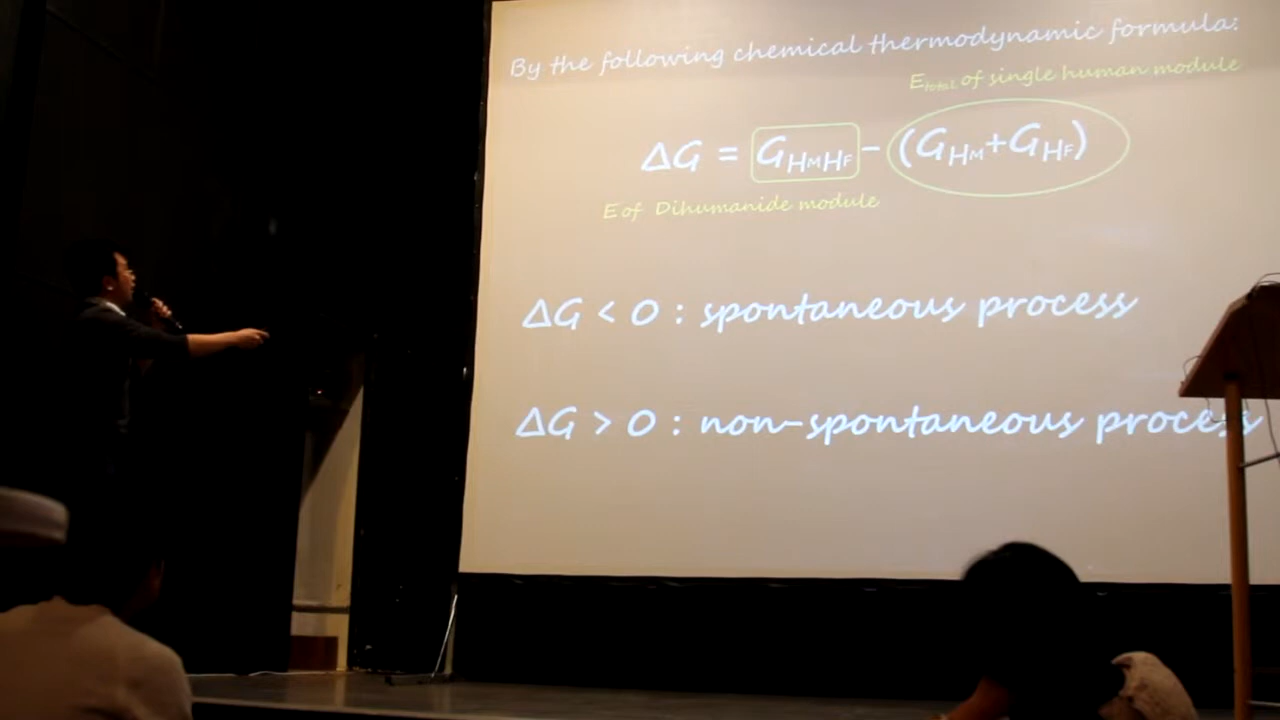 By the following chemical thermodynamic formula:
Etotal of single human module
ΔG = GHMHF - (GHM+GHF)
E of Dihumanide module
ΔG < 0 : spontaneous process
ΔG > 0 : non-spontaneous process